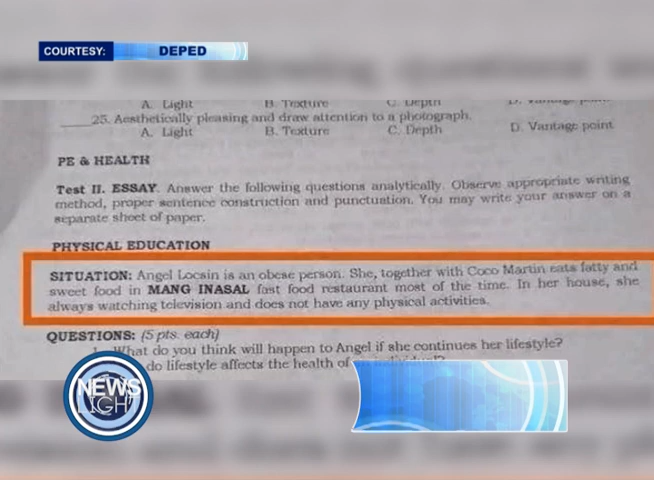 COURTESY: DEPED
A. Light B. Texture C. Depth D. Vantage point
____25. Aesthetically pleasing and draw attention to a photograph.
A. Light B. Texture C. Depth D. Vantage point
PE & HEALTH
Test II. ESSAY. Answer the following questions analytically. Observe appropriate writing
method, proper sentence construction and punctuation. You may write your answer on a
separate sheet of paper.
PHYSICAL EDUCATION
SITUATION: Angel Locsin is an obese person. She, together with Coco Martin eats fatty and
sweet food in MANG INASAL fast food restaurant most of the time. In her house, she
always watching television and does not have any physical activities.
QUESTIONS: (5 pts. each)
1. What do you think will happen to Angel if she continues her lifestyle?
do lifestyle affects the health of
NEWS
LIGHT